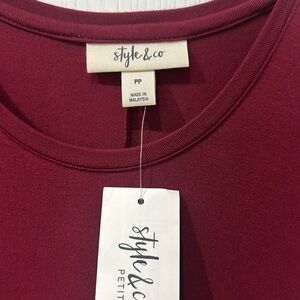 style & co
PP
MADE IN
MALAYSIA
style & co
PETIT